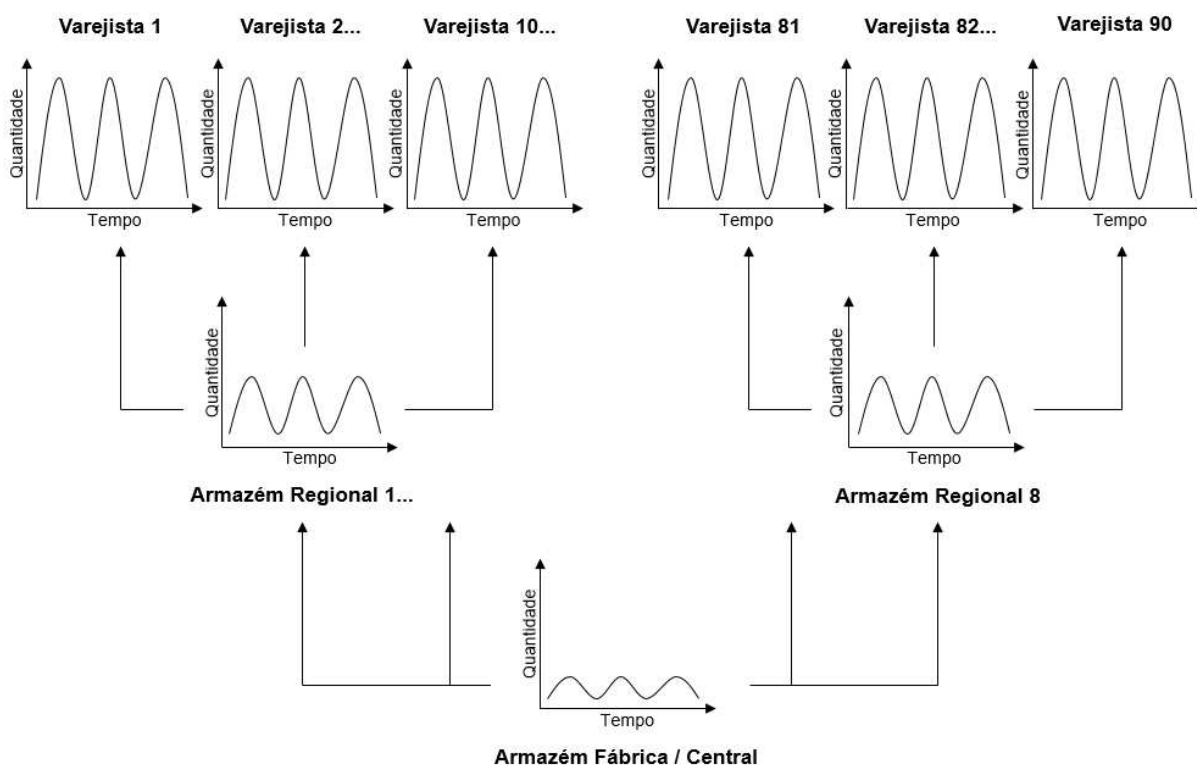 Varejista 1
Varejista 2...
Varejista 10...
Varejista 81
Varejista 82...
Varejista 90
Quantidade
Quantidade
Quantidade
Quantidade
Quantidade
Quantidade
Tempo
Tempo
Tempo
Tempo
Tempo
Tempo
Quantidade
Quantidade
Tempo
Tempo
Armazém Regional 1...
Armazém Regional 8
Quantidade
Tempo
Armazém Fábrica / Central